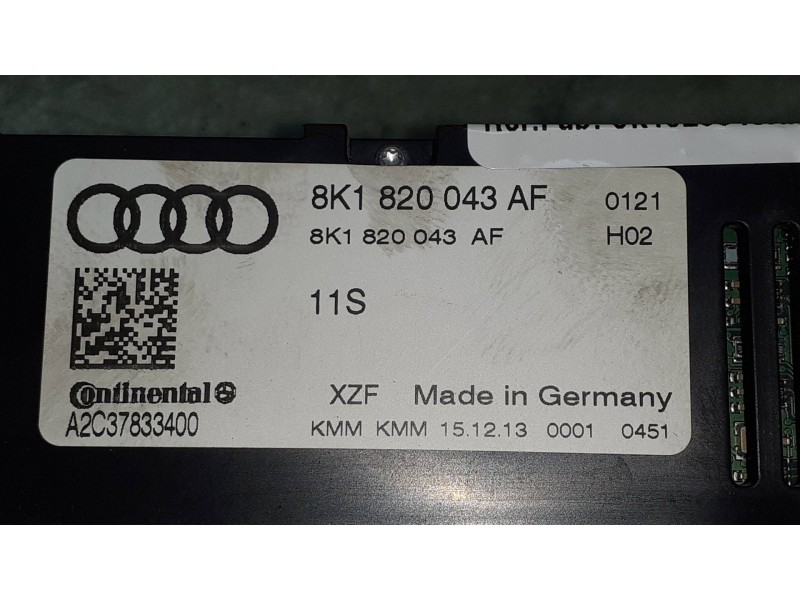 8K1 820 043 AF 0121
8K1 820 043 AF H02
11S
Continental XZF Made in Germany
A2C37833400 KMM KMM 15.12.13 0001 0451